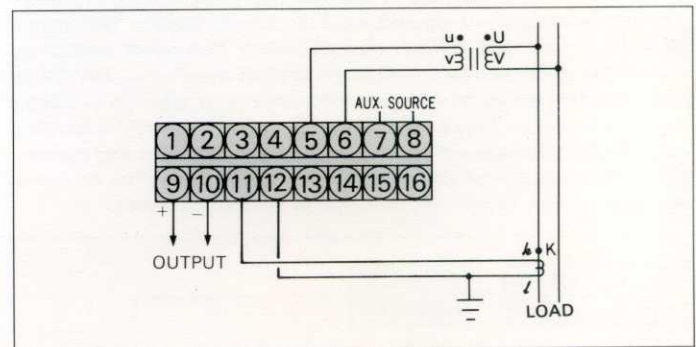 u U
v V
AUX. SOURCE
1 2 3 4 5 6 7 8
9 10 11 12 13 14 15 16
+ −
k K
OUTPUT
l
LOAD